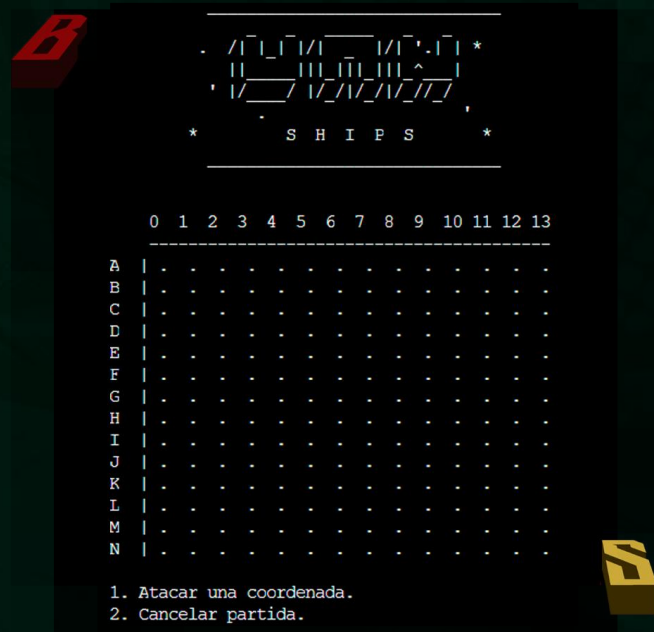 B
S H I P S
0 1 2 3 4 5 6 7 8 9 10 11 12 13
A | . . . . . . . . . . . . . .
B | . . . . . . . . . . . . . .
C | . . . . . . . . . . . . . .
D | . . . . . . . . . . . . . .
E | . . . . . . . . . . . . . .
F | . . . . . . . . . . . . . .
G | . . . . . . . . . . . . . .
H | . . . . . . . . . . . . . .
I | . . . . . . . . . . . . . .
J | . . . . . . . . . . . . . .
K | . . . . . . . . . . . . . .
L | . . . . . . . . . . . . . .
M | . . . . . . . . . . . . . .
N | . . . . . . . . . . . . . .
S
1. Atacar una coordenada.
2. Cancelar partida.